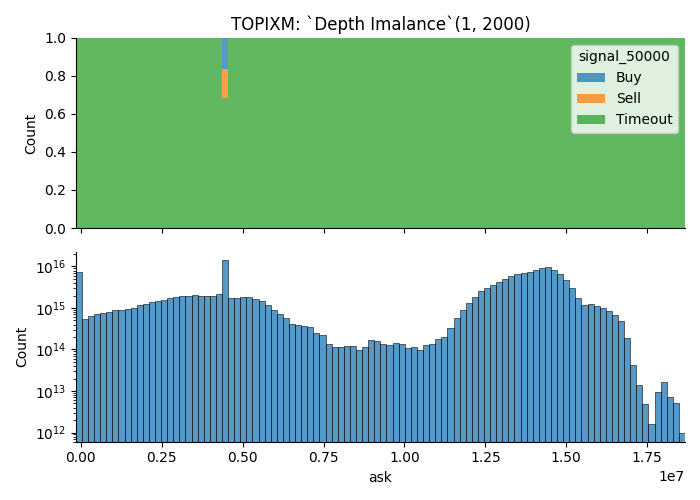 TOPIXM: `Depth Imalance`(1, 2000)
1.0
0.8
0.6
0.4
0.2
0.0
Count
signal_50000
Buy
Sell
Timeout
10^16
10^15
10^14
10^13
10^12
Count
0.00 0.25 0.50 0.75 1.00 1.25 1.50 1.75
1e7
ask